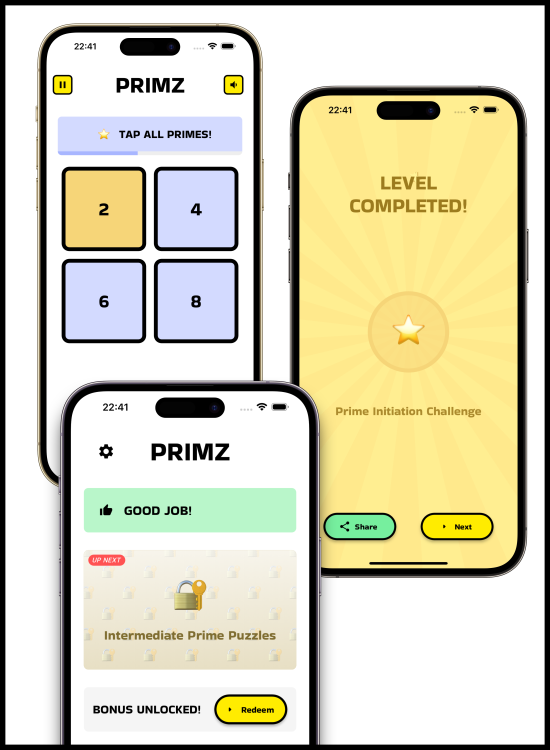 22:41
PRIMZ
TAP ALL PRIMES!
2
4
6
8
22:41
LEVEL
COMPLETED!
Prime Initiation Challenge
Share
Next
22:41
PRIMZ
GOOD JOB!
UP NEXT
Intermediate Prime Puzzles
BONUS UNLOCKED!
Redeem